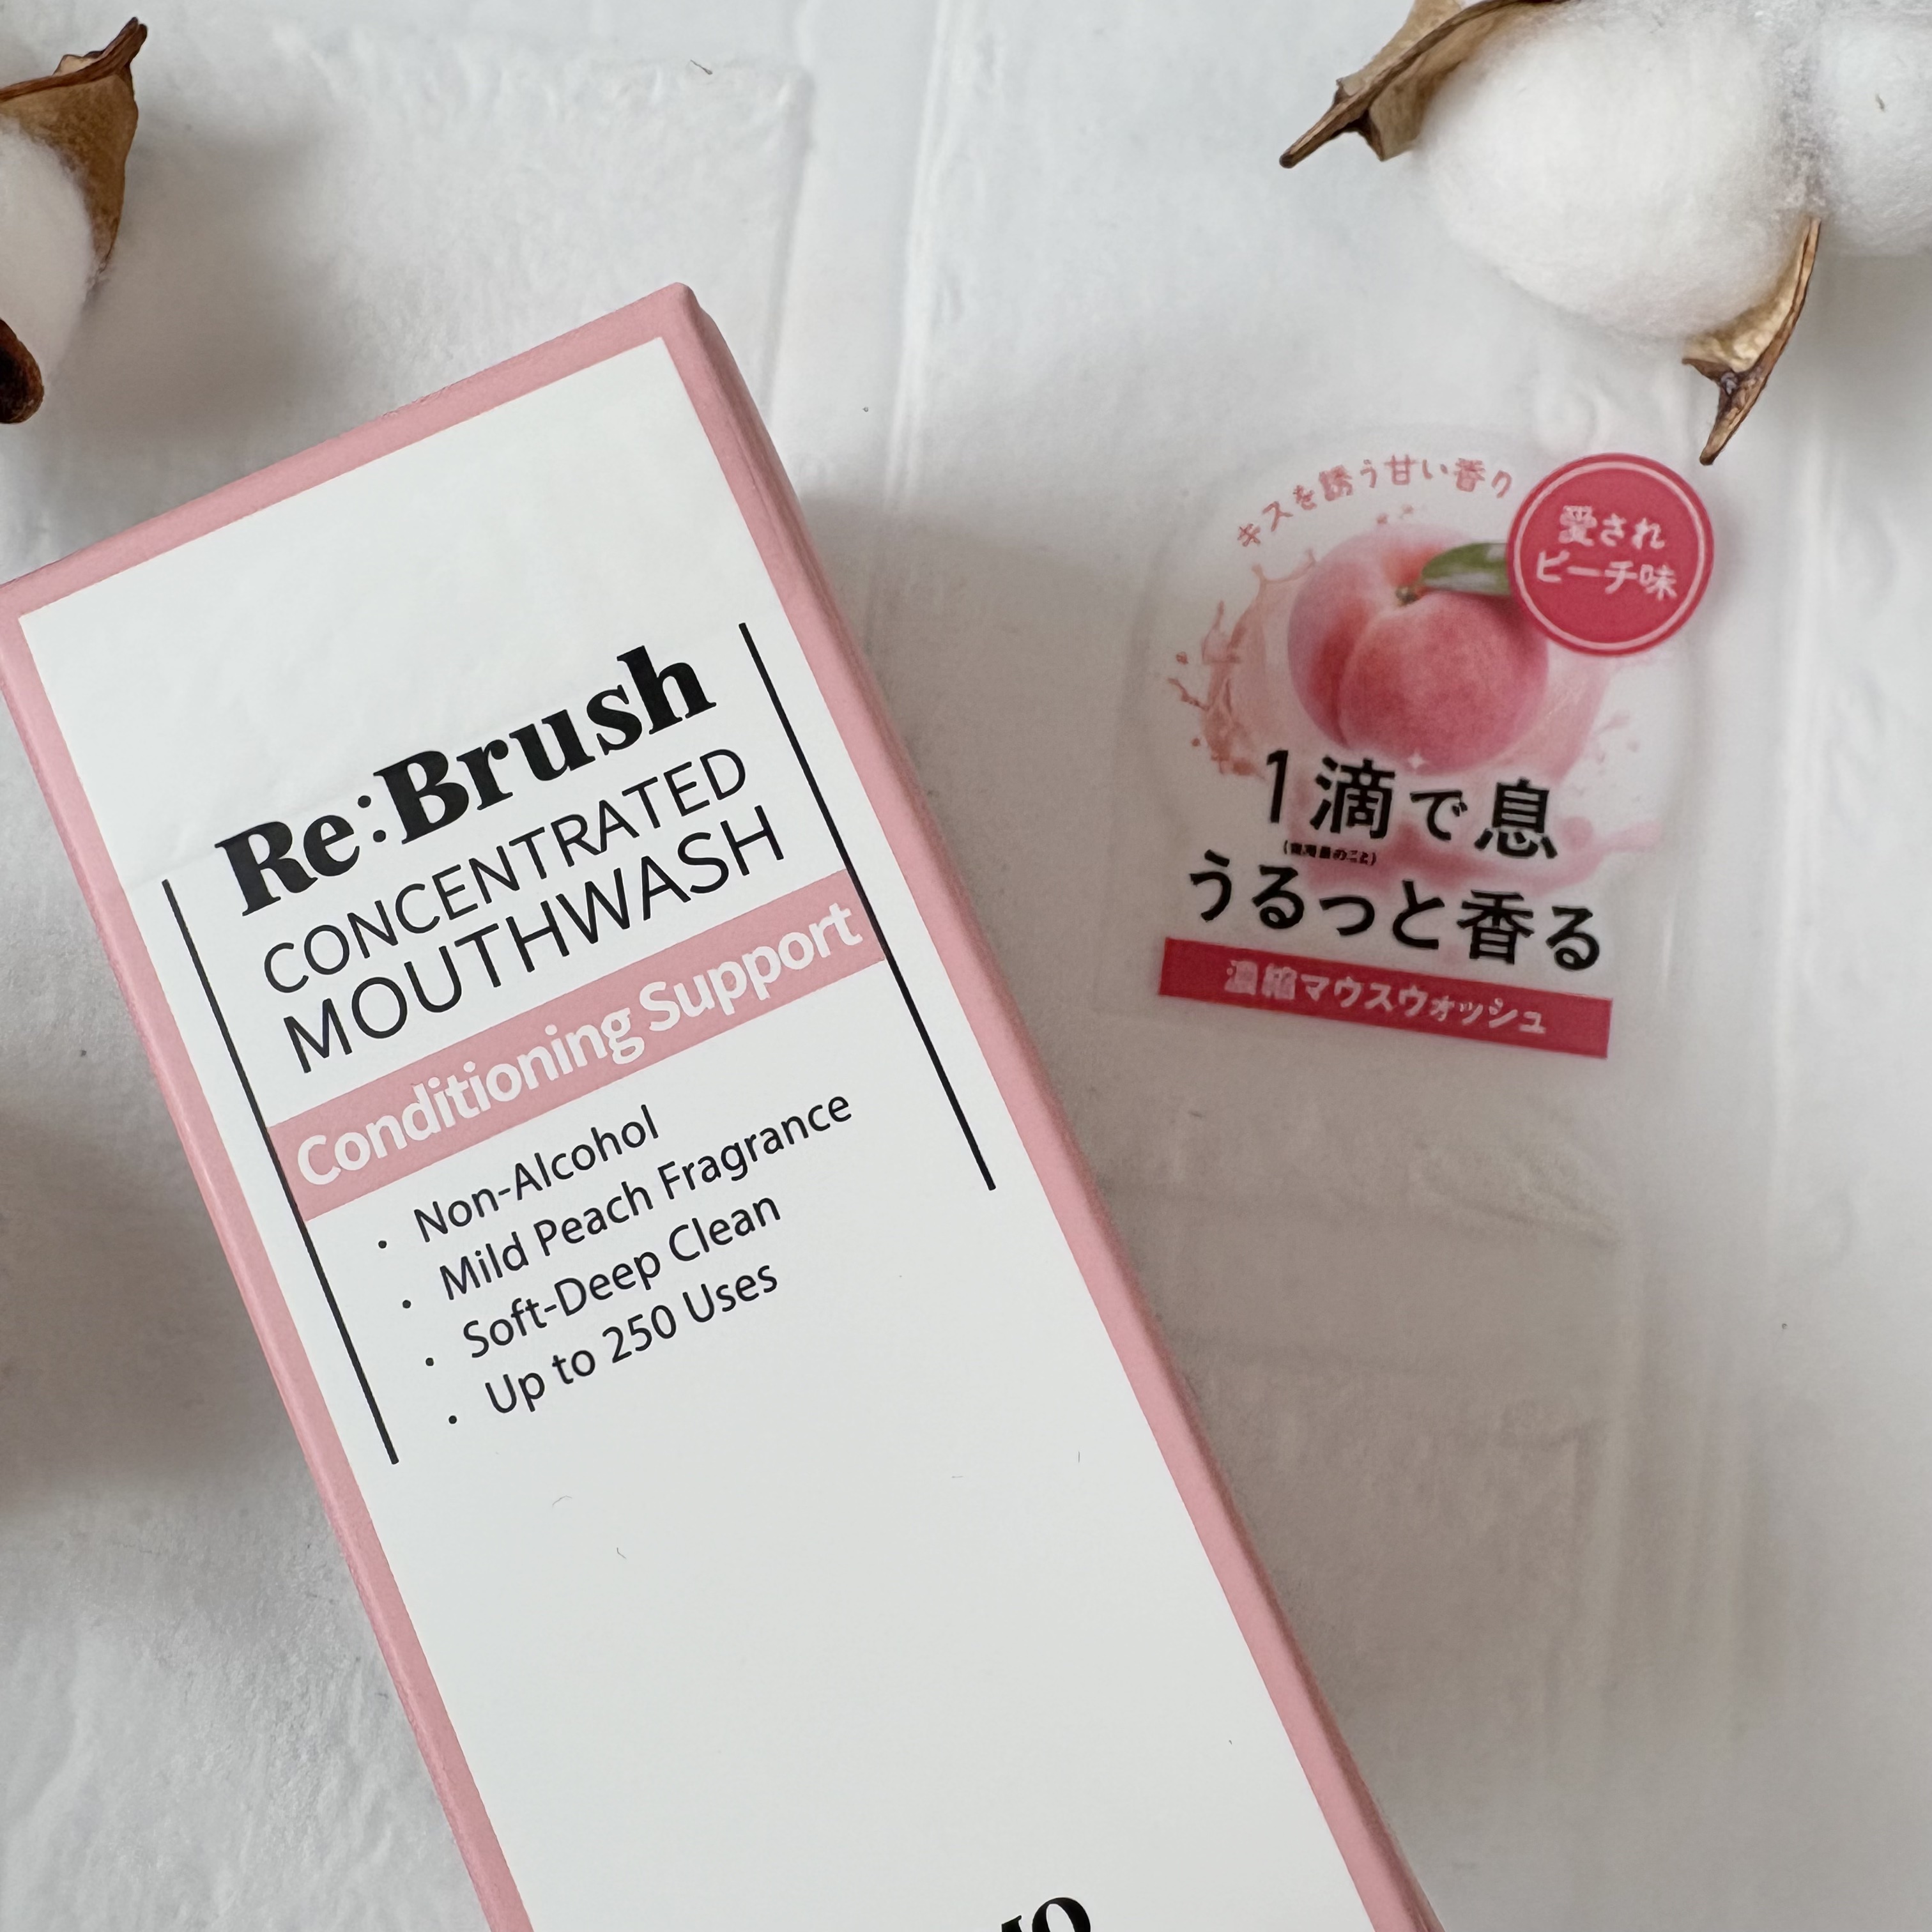 Re:Brush
CONCENTRATED
MOUTHWASH
Conditioning Support
・ Non-Alcohol
・ Mild Peach Fragrance
・ Soft-Deep Clean
・ Up to 250 Uses
キスを誘う甘い香り
愛され
ピーチ味
1滴で息
うるっと香る
濃縮マウスウォッシュ